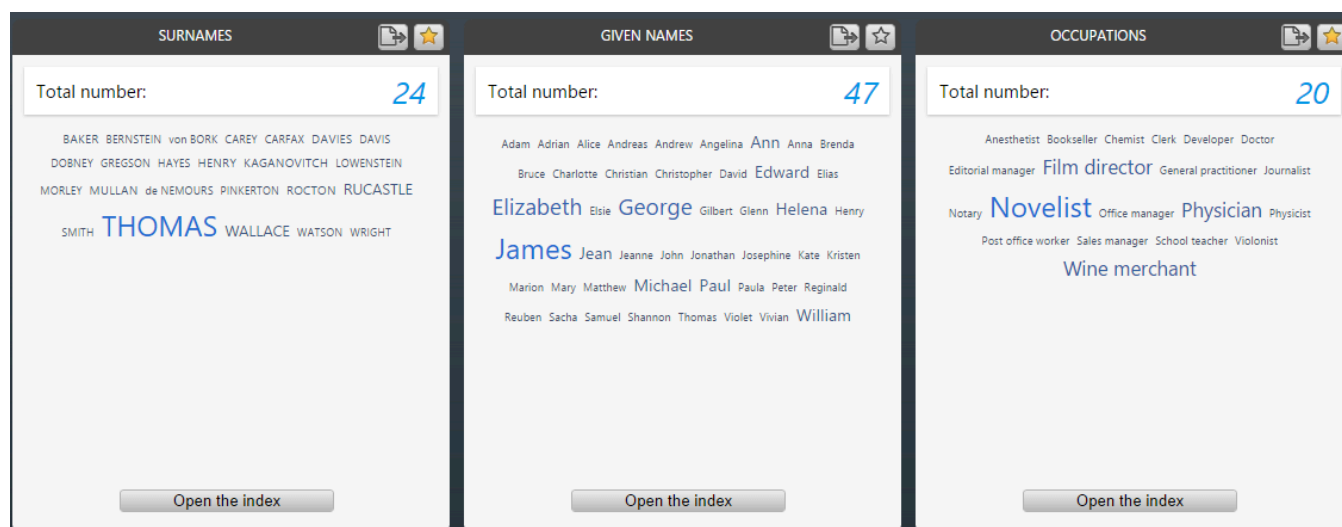 SURNAMES
Total number: 24
BAKER BERNSTEIN von BORK CAREY CARFAX DAVIES DAVIS
DOBNEY GREGSON HAYES HENRY KAGANOVITCH LOWENSTEIN
MORLEY MULLAN de NEMOURS PINKERTON ROCTON RUCASTLE
SMITH THOMAS WALLACE WATSON WRIGHT
Open the index
GIVEN NAMES
Total number: 47
Adam Adrian Alice Andreas Andrew Angelina Ann Anna Brenda
Bruce Charlotte Christian Christopher David Edward Elias
Elizabeth Elsie George Gilbert Glenn Helena Henry
James Jean Jeanne John Jonathan Josephine Kate Kristen
Marion Mary Matthew Michael Paul Paula Peter Reginald
Reuben Sacha Samuel Shannon Thomas Violet Vivian William
Open the index
OCCUPATIONS
Total number: 20
Anesthetist Bookseller Chemist Clerk Developer Doctor
Editorial manager Film director General practitioner Journalist
Notary Novelist Office manager Physician Physicist
Post office worker Sales manager School teacher Violonist
Wine merchant
Open the index